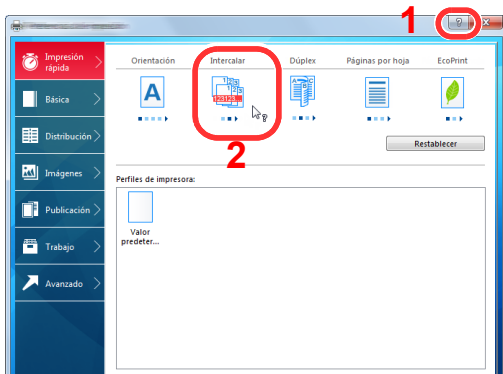 1
?
Impresión
rápida
Básica
Distribución
Imágenes
Publicación
Trabajo
Avanzado
Orientación
Intercalar
Dúplex
Páginas por hoja
EcoPrint
A
123123...
?
2
Restablecer
Perfiles de impresora:
Valor
predeter...